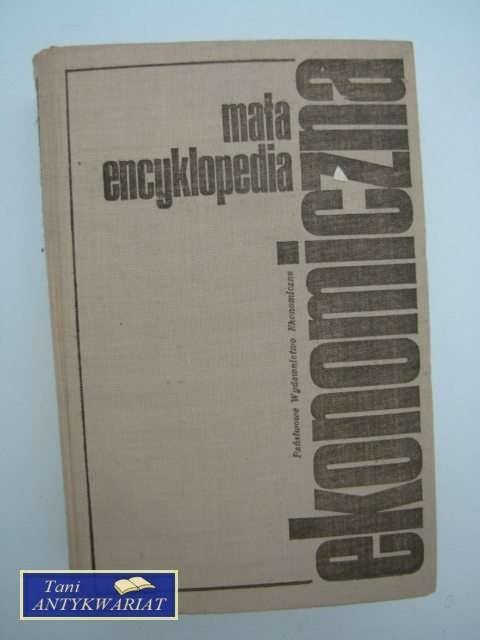 mała
encyklopedia
ekonomiczna
Państwowe Wydawnictwo Ekonomiczne
Tani
ANTYKWARIAT